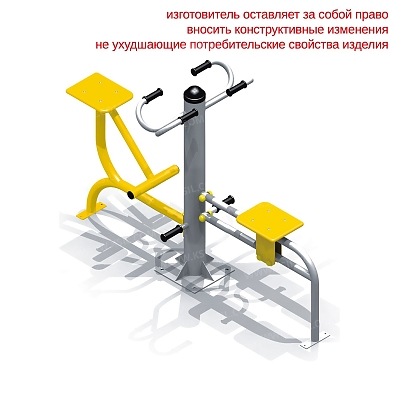 изготовитель оставляет за собой право
вносить конструктивные изменения
не ухудшающие потребительские свойства изделия